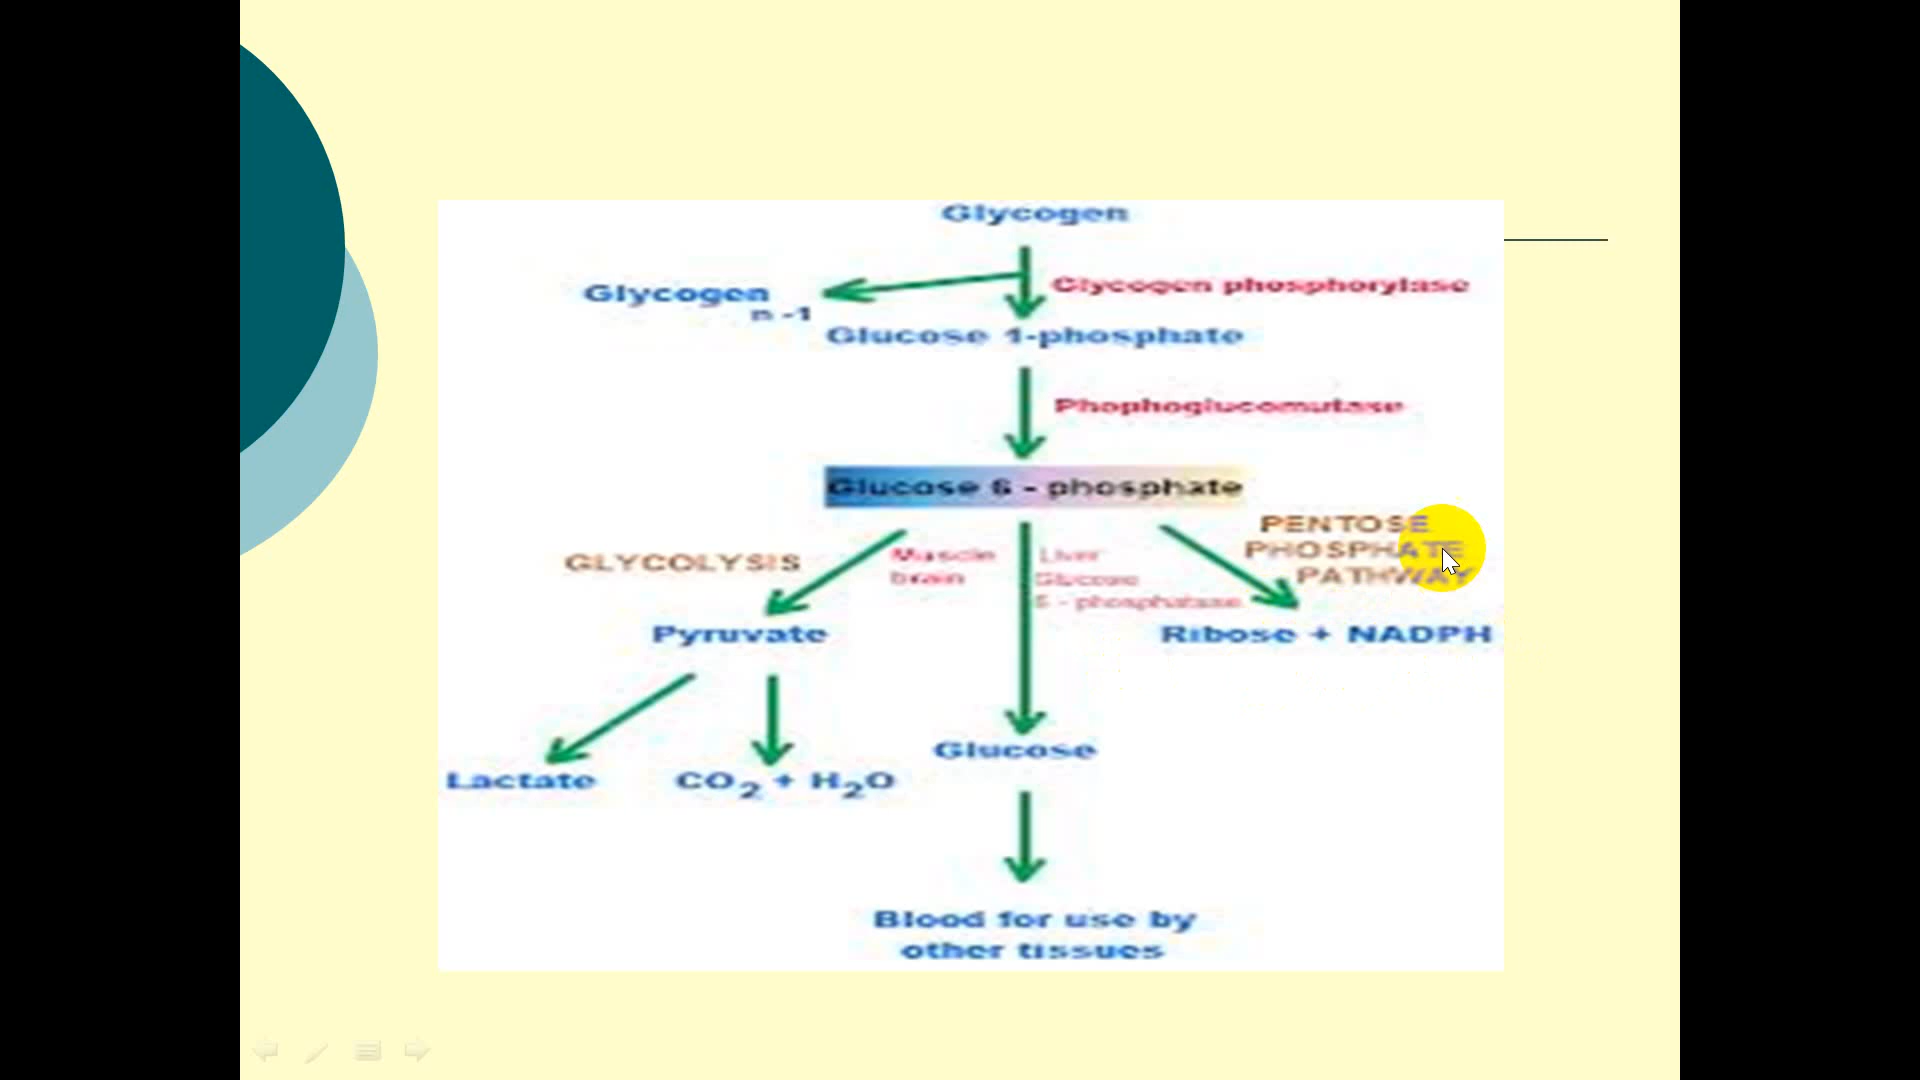 Glycogen
Glycogen phosphorylase
Glycogen
n -1
Glucose 1-phosphate
Phophoglucomutase
Glucose 6 - phosphate
GLYCOLYSIS
Muscle
brain
Liver
Glucose
6 - phosphatase
PENTOSE
PHOSPHATE
PATHWAY
Pyruvate
Ribose + NADPH
Lactate
CO2 + H2O
Glucose
Blood for use by
other tissues